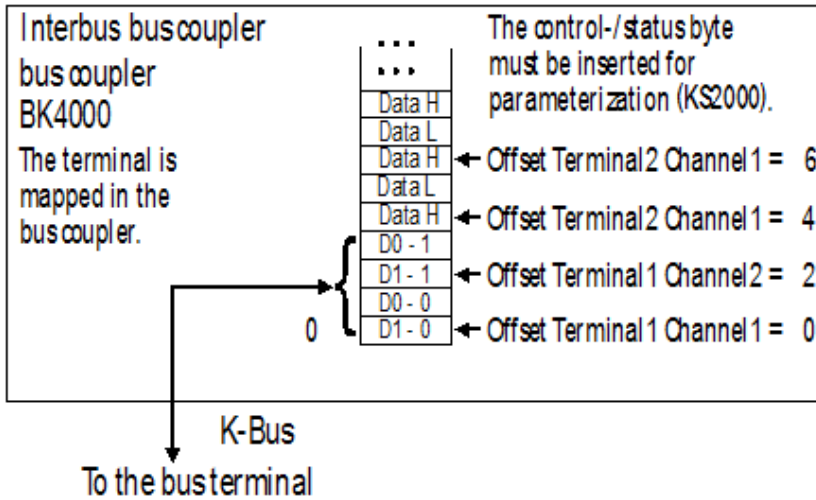 Interbus bus coupler
bus coupler
BK4000
The terminal is
mapped in the
bus coupler.
...
...
Data H
Data L
Data H
Data L
Data H
D0 - 1
D1 - 1
D0 - 0
D1 - 0
0
The control-/status byte
must be inserted for
parameterization (KS2000).
Offset Terminal 2 Channel 1 = 6
Offset Terminal 2 Channel 1 = 4
Offset Terminal 1 Channel 2 = 2
Offset Terminal 1 Channel 1 = 0
K-Bus
To the bus terminal